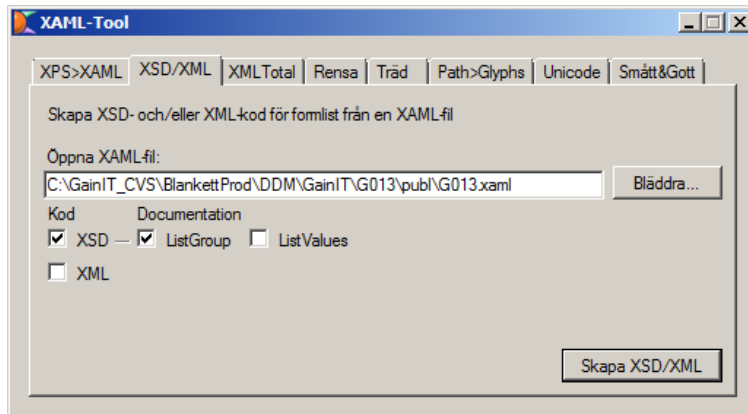 XAML-Tool
XPS>XAML XSD/XML XMLTotal Rensa Träd Path>Glyphs Unicode Smått&Gott
Skapa XSD- och/eller XML-kod för formlist från en XAML-fil
Öppna XAML-fil:
C:\GainIT_CVS\BlankettProd\DDM\GainIT\G013\publ\G013.xaml Bläddra...
Kod Documentation
XSD — ListGroup ListValues
XML
Skapa XSD/XML